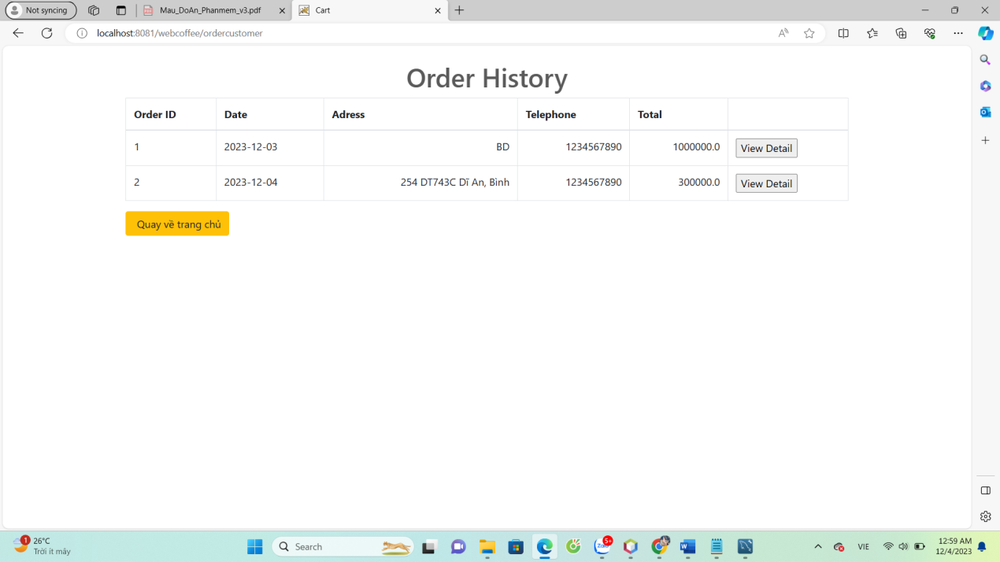 Not syncing
Mau_DoAn_Phanmem_v3.pdf
Cart
localhost:8081/webcoffee/ordercustomer
Order History
Order ID Date Adress Telephone Total
1 2023-12-03 BD 1234567890 1000000.0 View Detail
2 2023-12-04 254 DT743C Dĩ An, Bình 1234567890 300000.0 View Detail
Quay về trang chủ
1
26°C
Trời ít mây
Search
5+
VIE
12:59 AM
12/4/2023